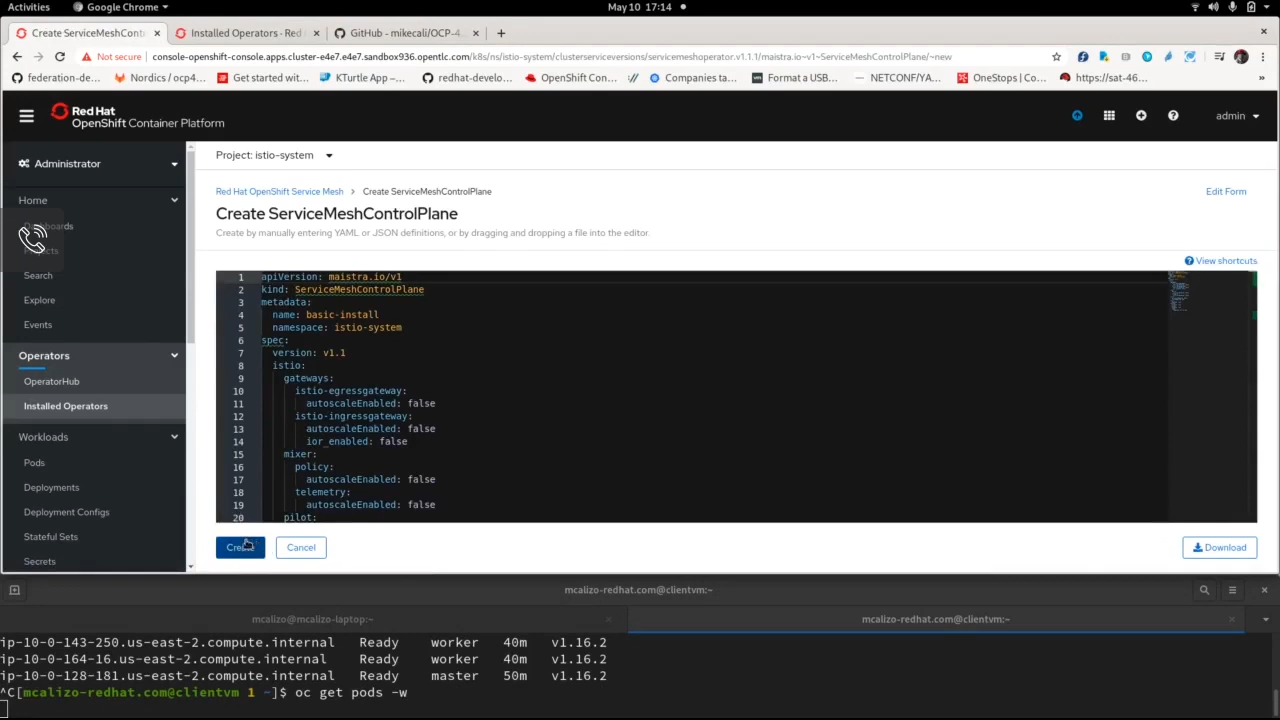 Activities
Google Chrome
May 10 17:14
Create ServiceMeshContro
Installed Operators - Red
GitHub - mikecali/OCP-4
Not secure
console-openshift-console.apps.cluster-e4e7.e4e7.sandbox936.opentlc.com/k8s/ns/istio-system/clusterserviceversions/servicemeshoperator.v1.1.1/maistra.io~v1~ServiceMeshControlPlane/~new
federation-de...
Nordics / ocp4...
Get started wi...
KTurtle App –...
redhat-develo...
OpenShift Con...
Companies ta...
Format a USB...
NETCONF/YA...
OneStops | Co...
https://sat-46...
Red Hat
OpenShift Container Platform
admin
Administrator
Project: istio-system
Home
Dashboards
Search
Explore
Events
Operators
OperatorHub
Installed Operators
Workloads
Pods
Deployments
Deployment Configs
Stateful Sets
Secrets
Red Hat OpenShift Service Mesh > Create ServiceMeshControlPlane
Edit Form
Create ServiceMeshControlPlane
Create by manually entering YAML or JSON definitions, or by dragging and dropping a file into the editor.
View shortcuts
1 apiVersion: maistra.io/v1
2 kind: ServiceMeshControlPlane
3 metadata:
4 name: basic-install
5 namespace: istio-system
6 spec:
7 version: v1.1
8 istio:
9 gateways:
10 istio-egressgateway:
11 autoscaleEnabled: false
12 istio-ingressgateway:
13 autoscaleEnabled: false
14 ior_enabled: false
15 mixer:
16 policy:
17 autoscaleEnabled: false
18 telemetry:
19 autoscaleEnabled: false
20 pilot:
Create
Cancel
Download
mcalizo-redhat.com@clientvm:~
mcalizo@mcalizo-laptop:~
mcalizo-redhat.com@clientvm:~
ip-10-0-143-250.us-east-2.compute.internal Ready worker 40m v1.16.2
ip-10-0-164-16.us-east-2.compute.internal Ready worker 40m v1.16.2
ip-10-0-128-181.us-east-2.compute.internal Ready master 50m v1.16.2
^C[mcalizo-redhat.com@clientvm 1 ~]$ oc get pods -w